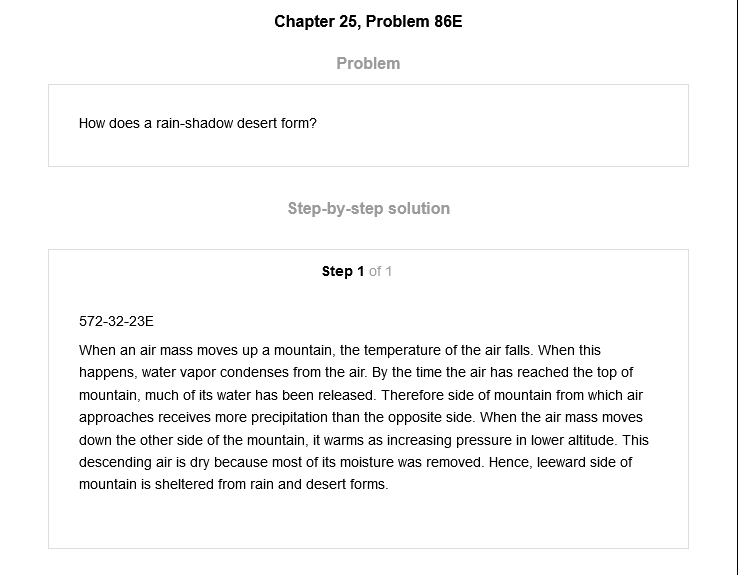 Chapter 25, Problem 86E
Problem
How does a rain-shadow desert form?
Step-by-step solution
Step 1 of 1
572-32-23E
When an air mass moves up a mountain, the temperature of the air falls. When this
happens, water vapor condenses from the air. By the time the air has reached the top of
mountain, much of its water has been released. Therefore side of mountain from which air
approaches receives more precipitation than the opposite side. When the air mass moves
down the other side of the mountain, it warms as increasing pressure in lower altitude. This
descending air is dry because most of its moisture was removed. Hence, leeward side of
mountain is sheltered from rain and desert forms.